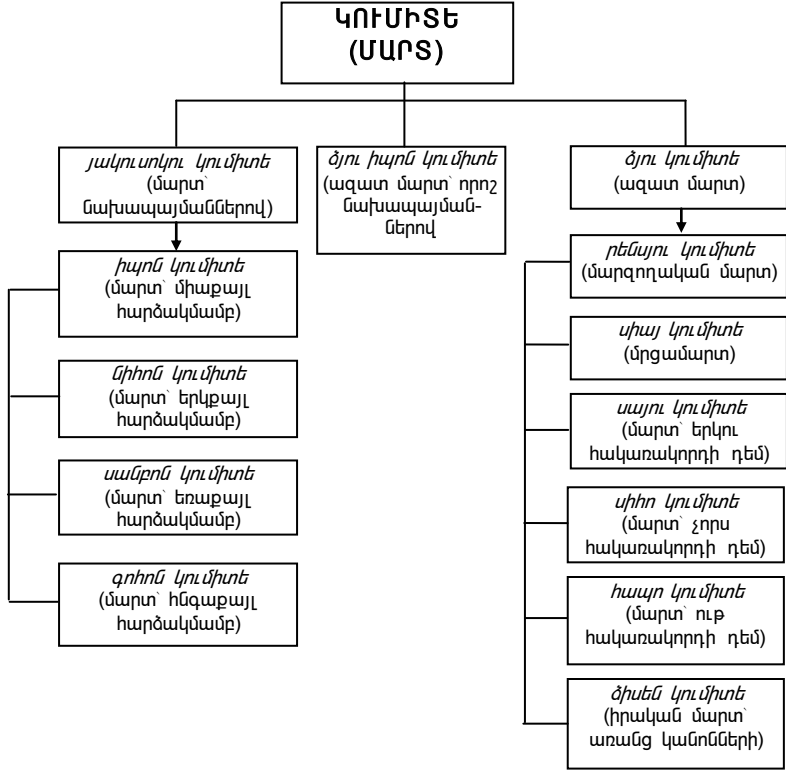 ԿՈՒՄԻՏԵ
(ՄԱՐՏ)
յակուսոկու կումիտե
(մարտ՝
նախապայմաններով)
իպոն կումիտե
(մարտ՝ միաքայլ
հարձակմամբ)
նիհոն կումիտե
(մարտ՝ երկքայլ
հարձակմամբ)
սանբոն կումիտե
(մարտ՝ եռաքայլ
հարձակմամբ)
գոհոն կումիտե
(մարտ՝ հնգաքայլ
հարձակմամբ)
ձյու իպոն կումիտե
(ազատ մարտ՝ որոշ
նախապայման-
ներով
ձյու կումիտե
(ազատ մարտ)
րենսյու կումիտե
(մարզողական մարտ)
սիայ կումիտե
(մրցամարտ)
սայու կումիտե
(մարտ՝ երկու
հակառակորդի դեմ)
սիհո կումիտե
(մարտ՝ չորս
հակառակորդի դեմ)
հապո կումիտե
(մարտ՝ ութ
հակառակորդի դեմ)
ձիսեն կումիտե
(իրական մարտ՝
առանց կանոնների)